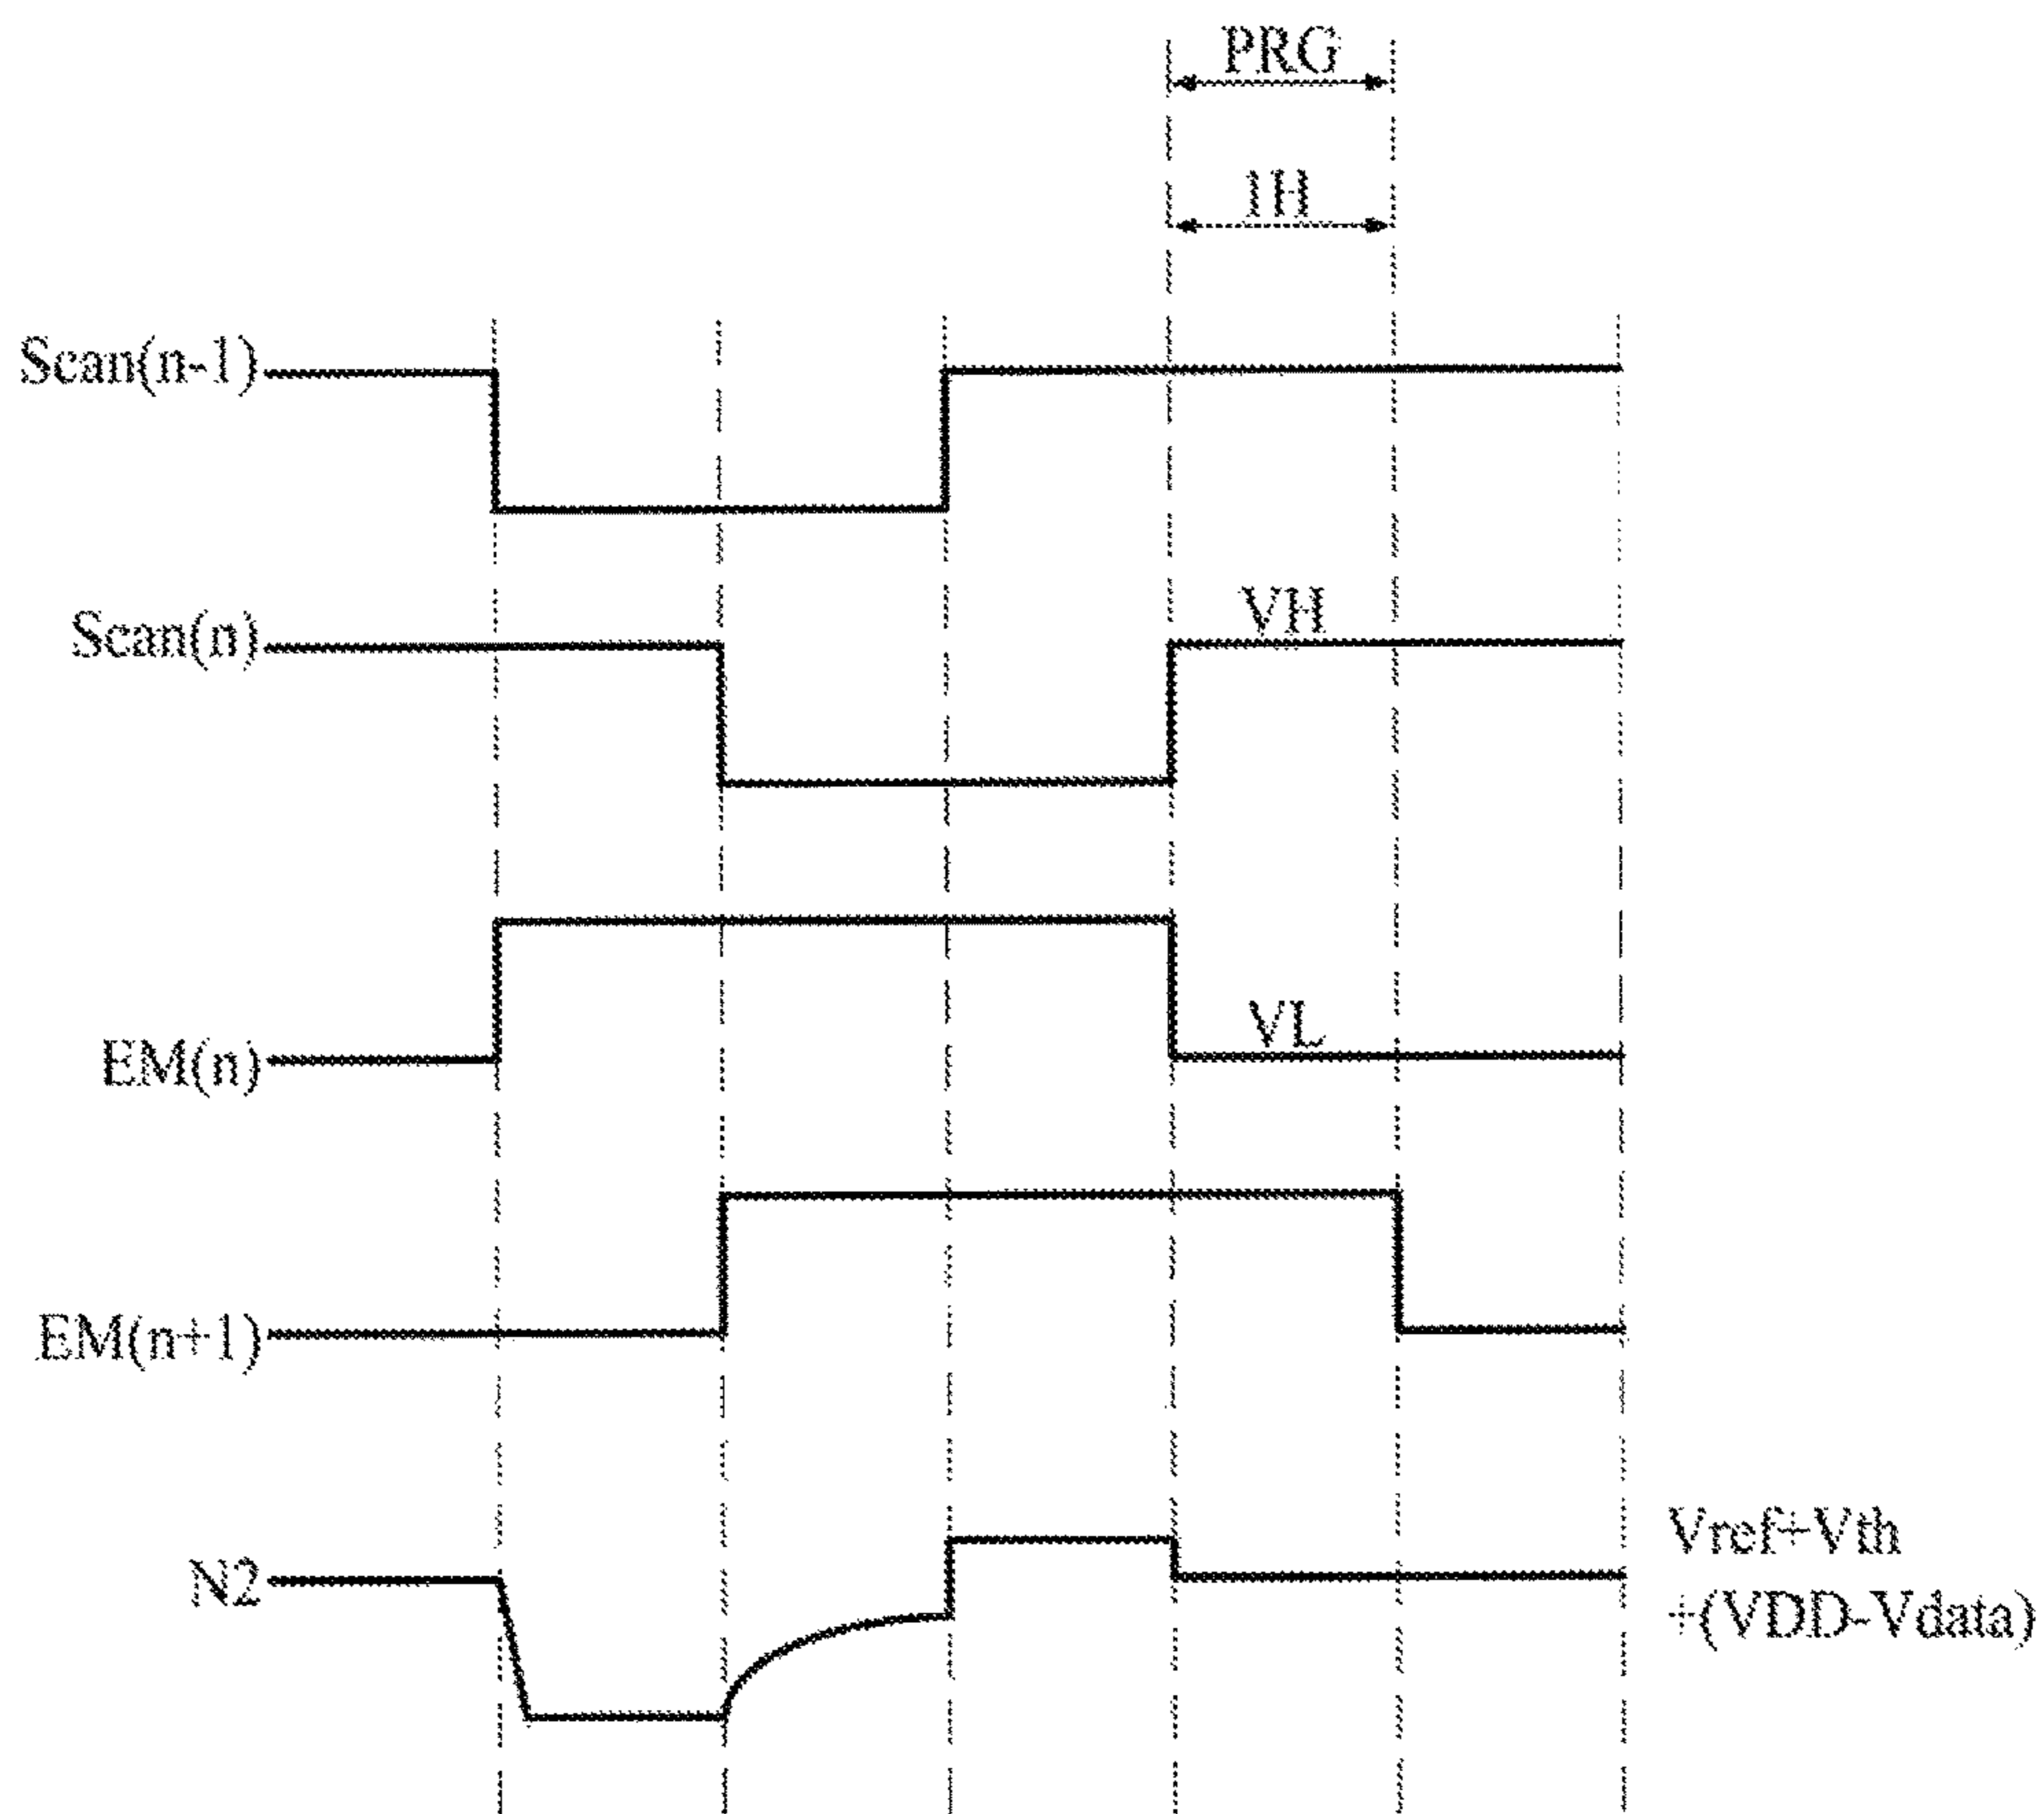 PRG
1H
Scan(n-1)
Scan(n)
VH
EM(n)
VL
EM(n+1)
N2
Vref+Vth
+(VDD-Vdata)